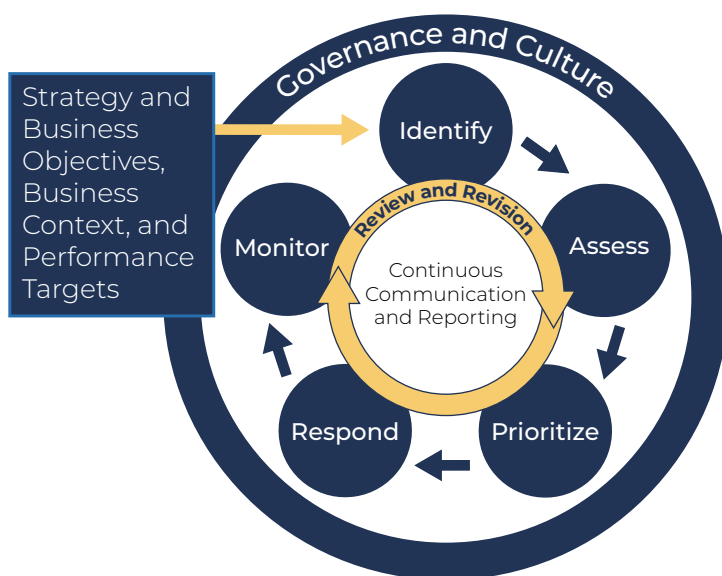 Governance and Culture
Strategy and
Business
Objectives,
Business
Context, and
Performance
Targets
Identify
Review and Revision
Monitor
Assess
Continuous
Communication
and Reporting
Respond
Prioritize